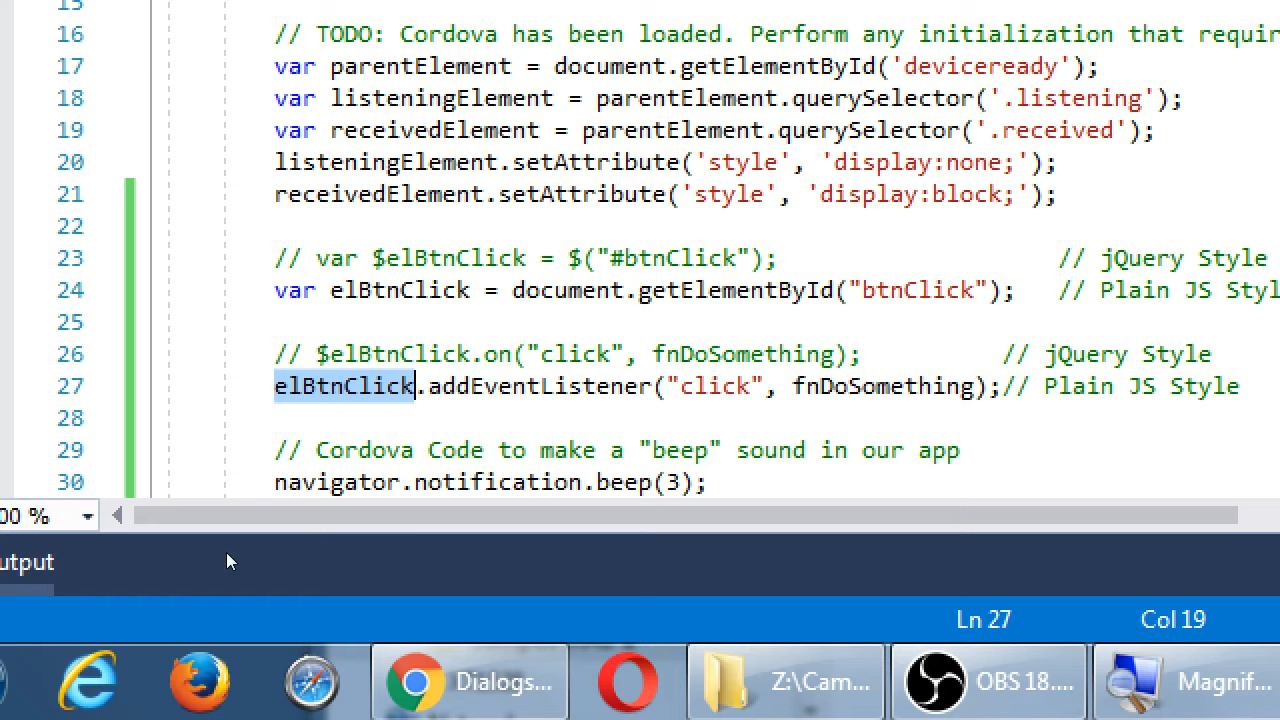 15
16 // TODO: Cordova has been loaded. Perform any initialization that requir
17 var parentElement = document.getElementById('deviceready');
18 var listeningElement = parentElement.querySelector('.listening');
19 var receivedElement = parentElement.querySelector('.received');
20 listeningElement.setAttribute('style', 'display:none;');
21 receivedElement.setAttribute('style', 'display:block;');
22
23 // var $elBtnClick = $("#btnClick"); // jQuery Style
24 var elBtnClick = document.getElementById("btnClick"); // Plain JS Styl
25
26 // $elBtnClick.on("click", fnDoSomething); // jQuery Style
27 elBtnClick.addEventListener("click", fnDoSomething);// Plain JS Style
28
29 // Cordova Code to make a "beep" sound in our app
30 navigator.notification.beep(3);
00 %
utput
Ln 27 Col 19
Dialogs... Z:\Cam... OBS 18.... Magnif...